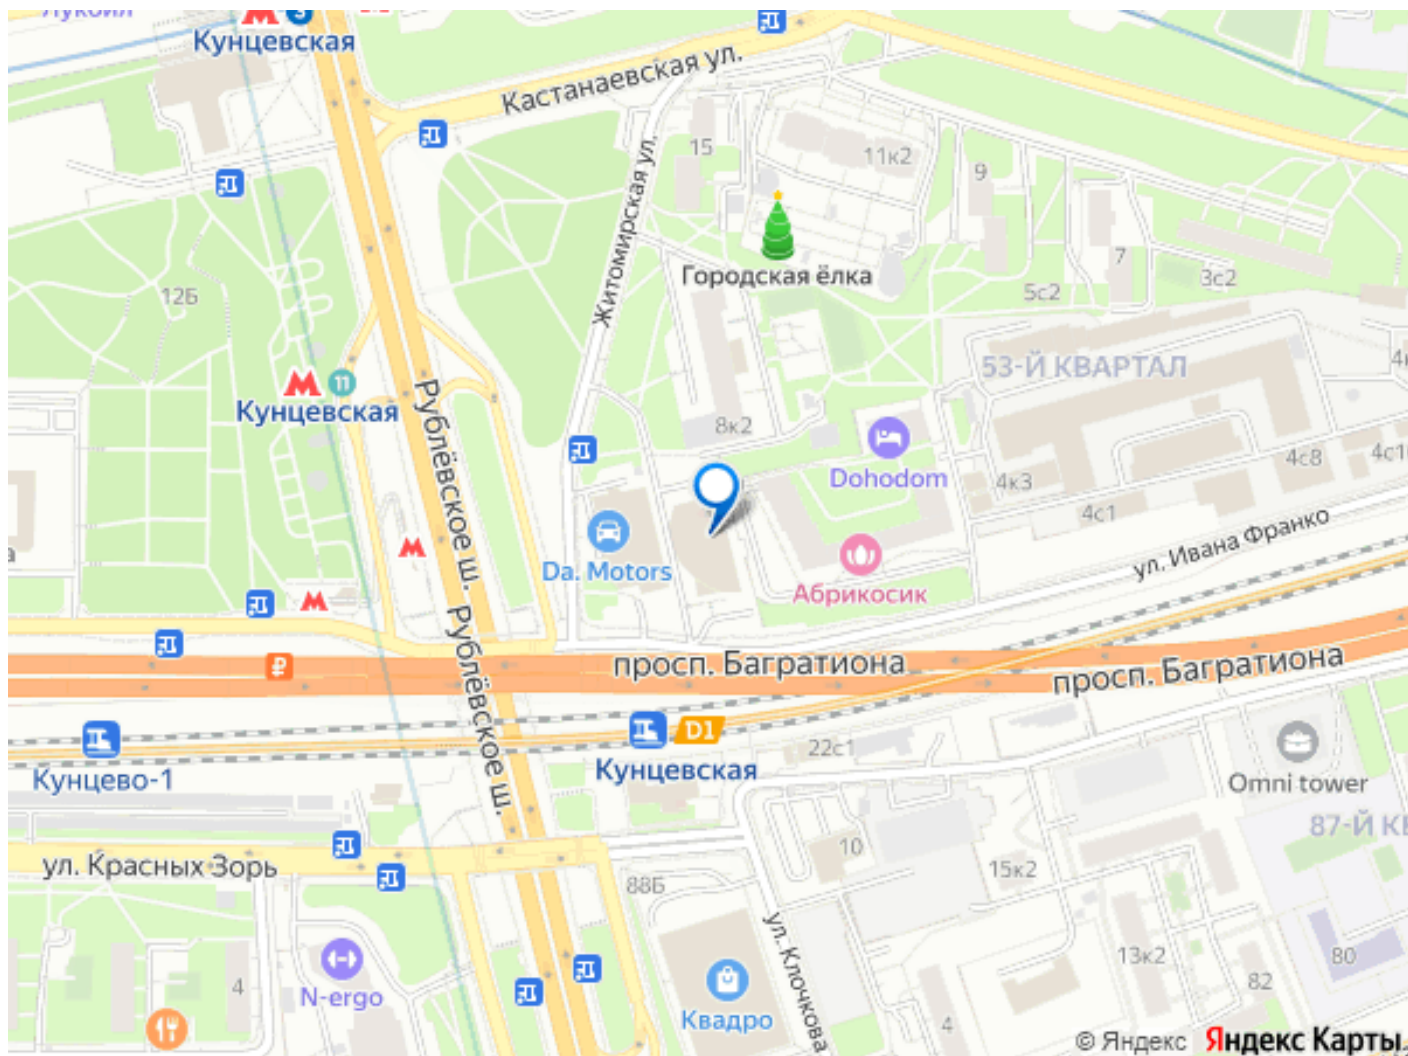 Лукойл
М 3
Кунцевская
Кастанаевская ул.
15
11к2
9
Житомирская ул.
7
Городская ёлка
5с2
3с2
12Б
53-Й КВАРТАЛ
М 11
Кунцевская
Рублёвское ш.
8к2
Dohodom
4к3
4с8
4с1
ул. Ивана Франко
М
Da. Motors
Абрикосик
М
Рублёвское ш.
просп. Багратиона
просп. Багратиона
₽
D1
22с1
Кунцевская
Кунцево-1
Omni tower
ул. Красных Зорь
10
15к2
88Б
ул. Клочкова
13к2
80
82
4
N-ergo
Квадро
4
© Яндекс Яндекс Карты